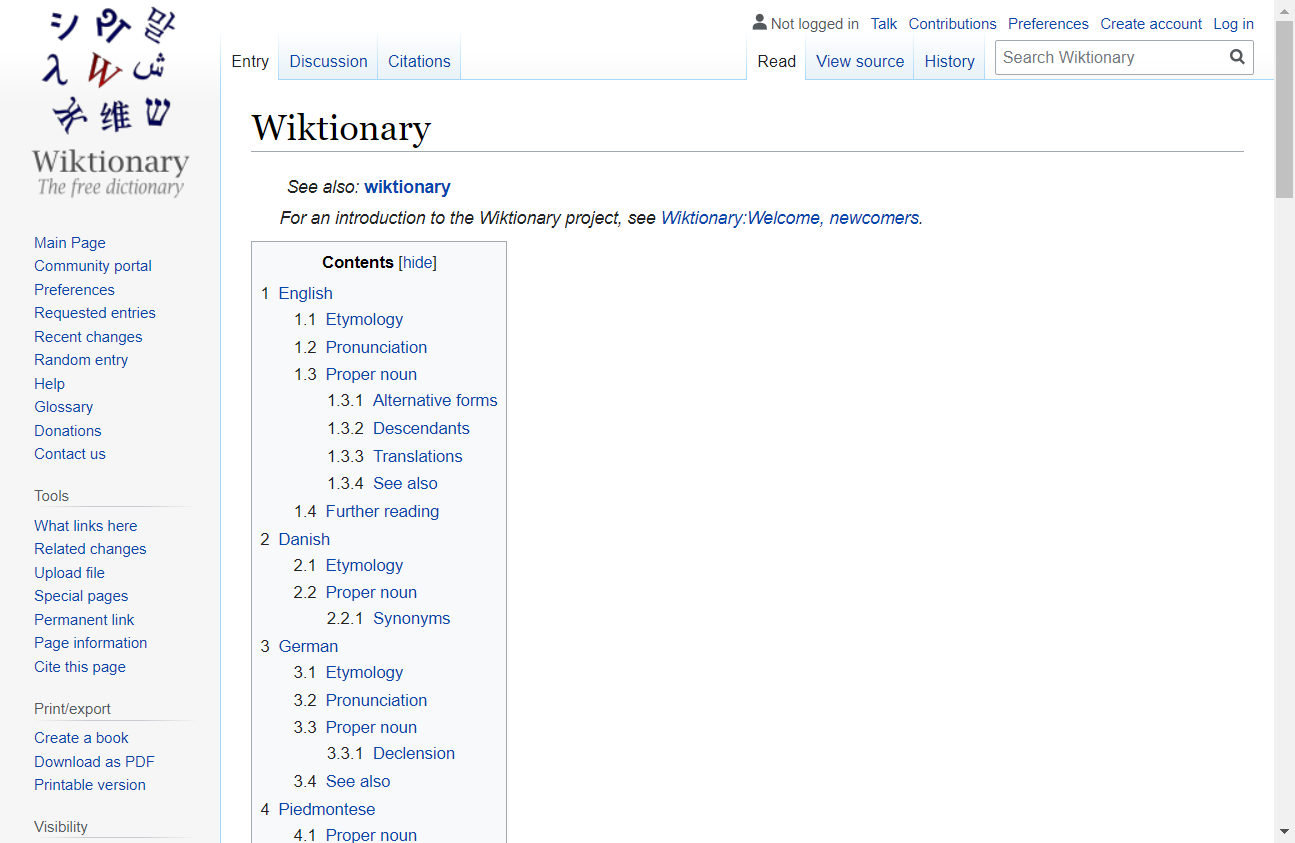 シ Ƿ 말
λ W ش
维 ש
Wiktionary
The free dictionary
Not logged in Talk Contributions Preferences Create account Log in
Entry Discussion Citations Read View source History Search Wiktionary
Wiktionary
See also: wiktionary
For an introduction to the Wiktionary project, see Wiktionary:Welcome, newcomers.
Contents [hide]
1 English
1.1 Etymology
1.2 Pronunciation
1.3 Proper noun
1.3.1 Alternative forms
1.3.2 Descendants
1.3.3 Translations
1.3.4 See also
1.4 Further reading
2 Danish
2.1 Etymology
2.2 Proper noun
2.2.1 Synonyms
3 German
3.1 Etymology
3.2 Pronunciation
3.3 Proper noun
3.3.1 Declension
3.4 See also
4 Piedmontese
4.1 Proper noun
Main Page
Community portal
Preferences
Requested entries
Recent changes
Random entry
Help
Glossary
Donations
Contact us
Tools
What links here
Related changes
Upload file
Special pages
Permanent link
Page information
Cite this page
Print/export
Create a book
Download as PDF
Printable version
Visibility